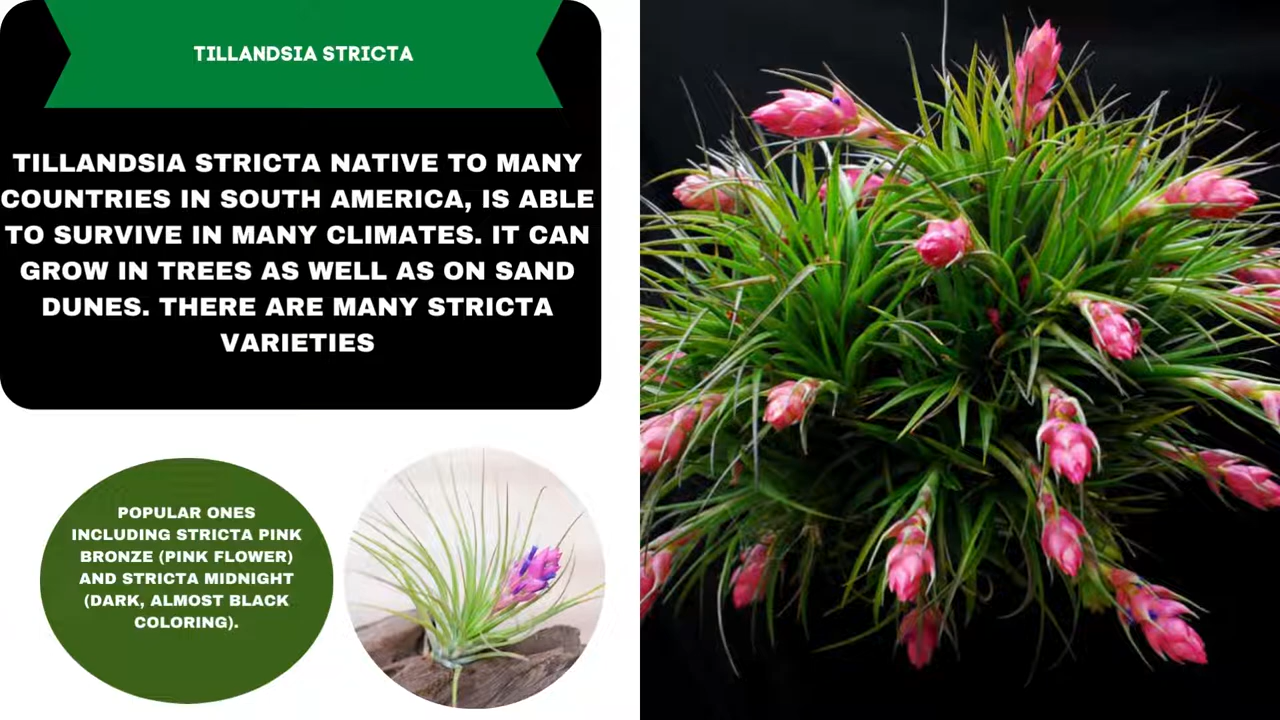 TILLANDSIA STRICTA
TILLANDSIA STRICTA NATIVE TO MANY
COUNTRIES IN SOUTH AMERICA, IS ABLE
TO SURVIVE IN MANY CLIMATES. IT CAN
GROW IN TREES AS WELL AS ON SAND
DUNES. THERE ARE MANY STRICTA
VARIETIES
POPULAR ONES
INCLUDING STRICTA PINK
BRONZE (PINK FLOWER)
AND STRICTA MIDNIGHT
(DARK, ALMOST BLACK
COLORING).